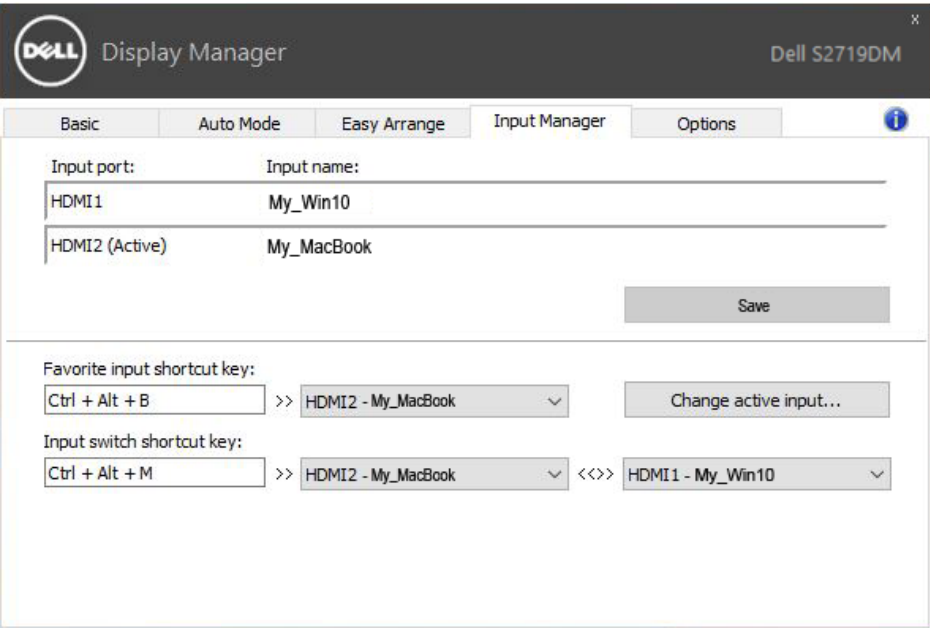 DELL Display Manager x
Dell S2719DM
Basic Auto Mode Easy Arrange Input Manager Options i
Input port: Input name:
HDMI1 My_Win10
HDMI2 (Active) My_MacBook
Save
Favorite input shortcut key:
Ctrl + Alt + B >> HDMI2 - My_MacBook Change active input...
Input switch shortcut key:
Ctrl + Alt + M >> HDMI2 - My_MacBook <<>> HDMI1 - My_Win10